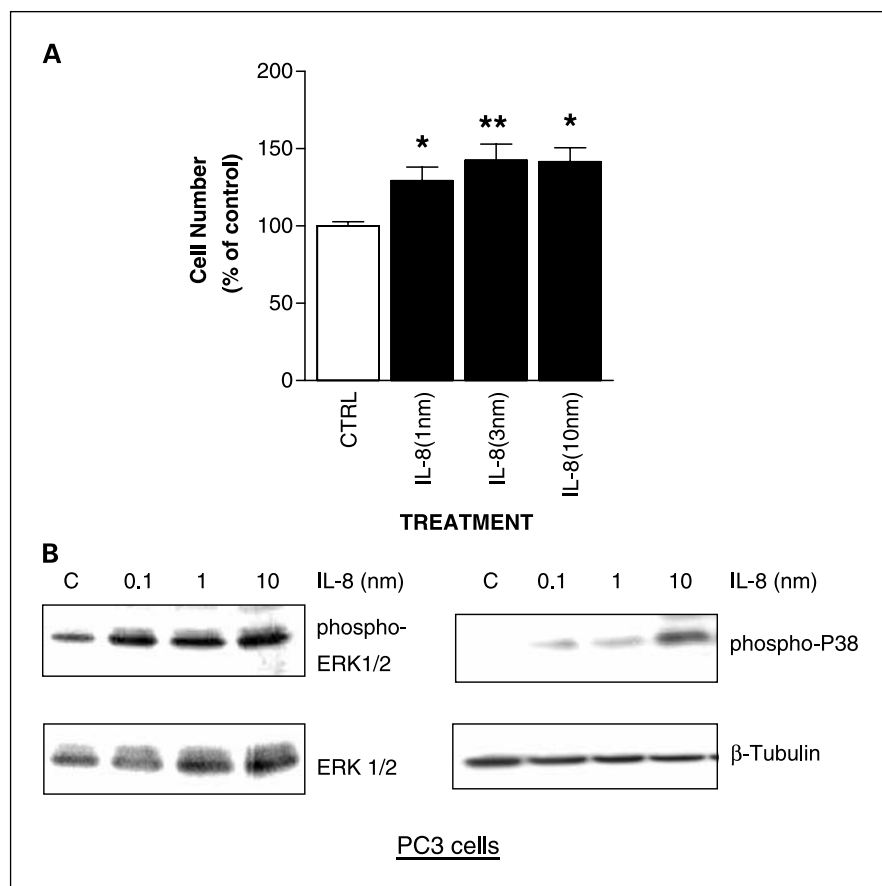 A
200
150
100
50
0
Cell Number
(% of control)
*
**
*
CTRL
IL-8(1nm)
IL-8(3nm)
IL-8(10nm)
TREATMENT
B
C 0.1 1 10 IL-8 (nm)
phospho-
ERK1/2
ERK 1/2
C 0.1 1 10 IL-8 (nm)
phospho-P38
β-Tubulin
PC3 cells